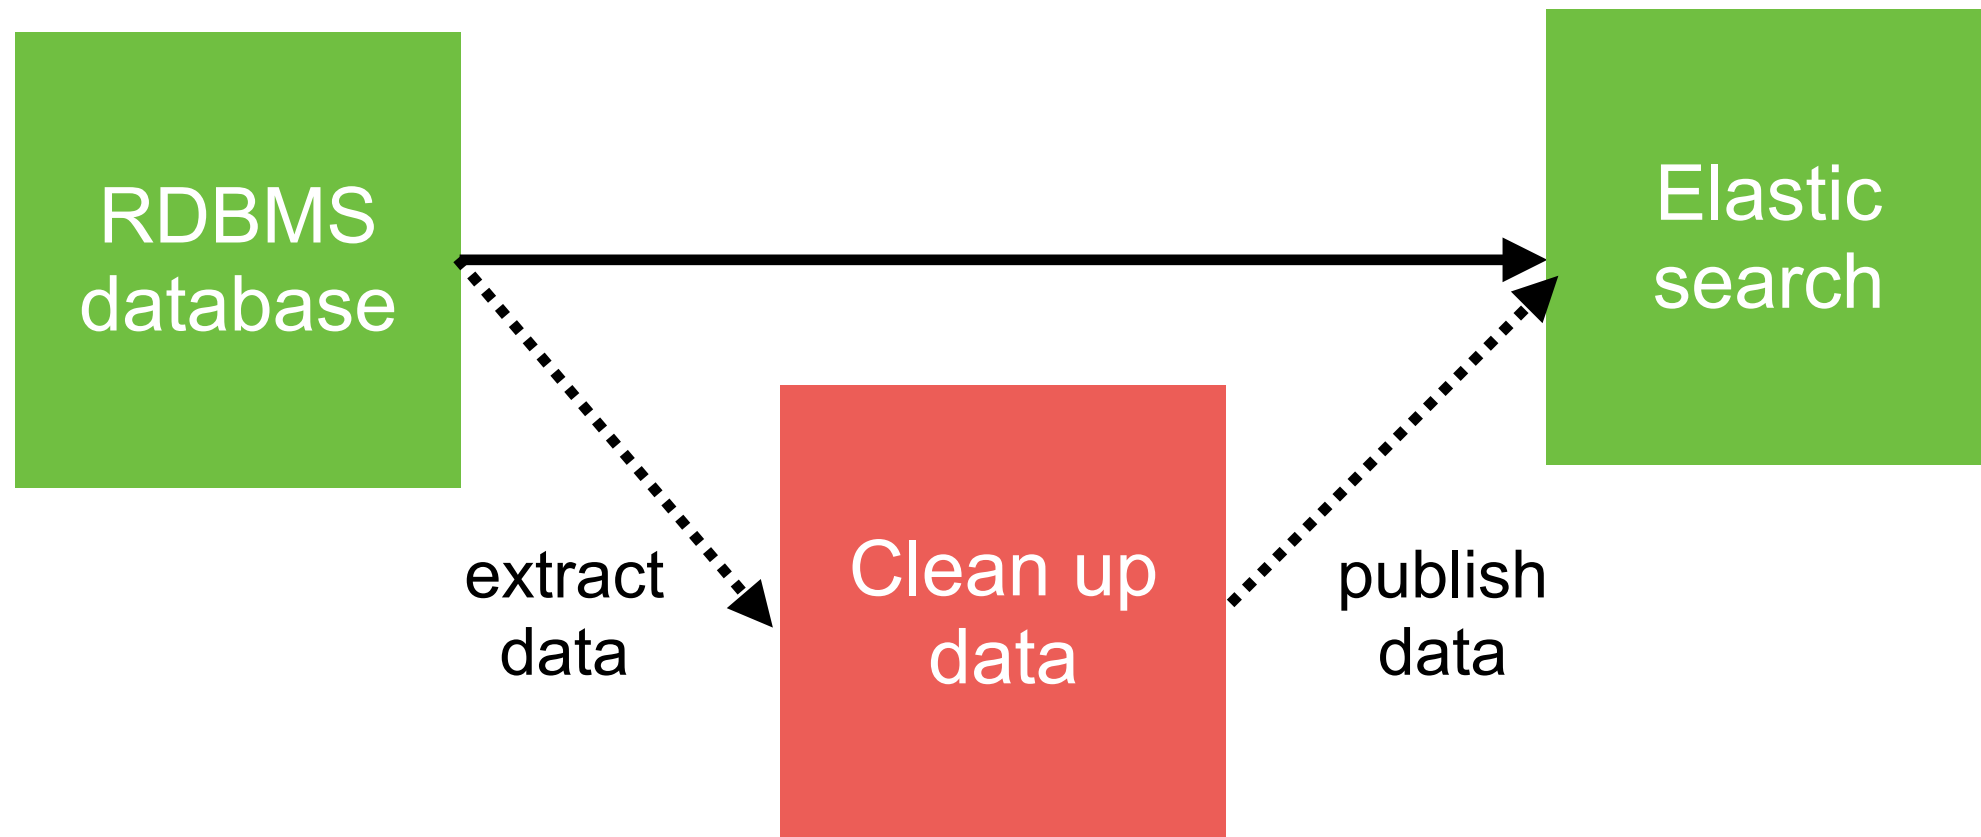 RDBMS
database
Elastic
search
extract
data
Clean up
data
publish
data